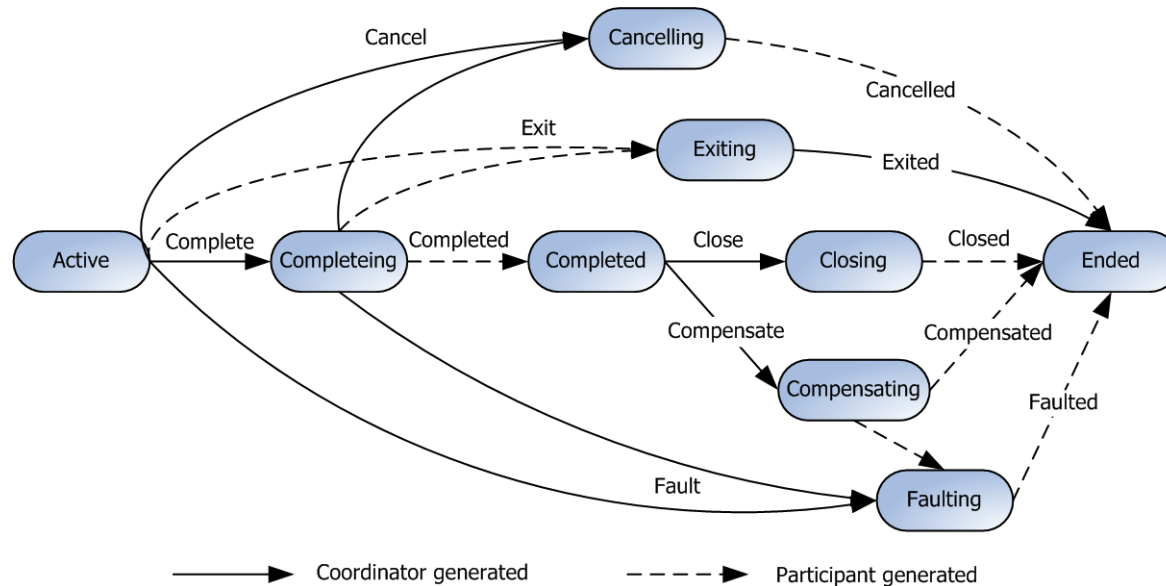 Cancel
Cancelling
Cancelled
Exit
Exiting
Exited
Active
Complete
Completeing
Completed
Completed
Close
Closing
Closed
Ended
Compensate
Compensated
Compensating
Faulted
Fault
Faulting
Coordinator generated
Participant generated